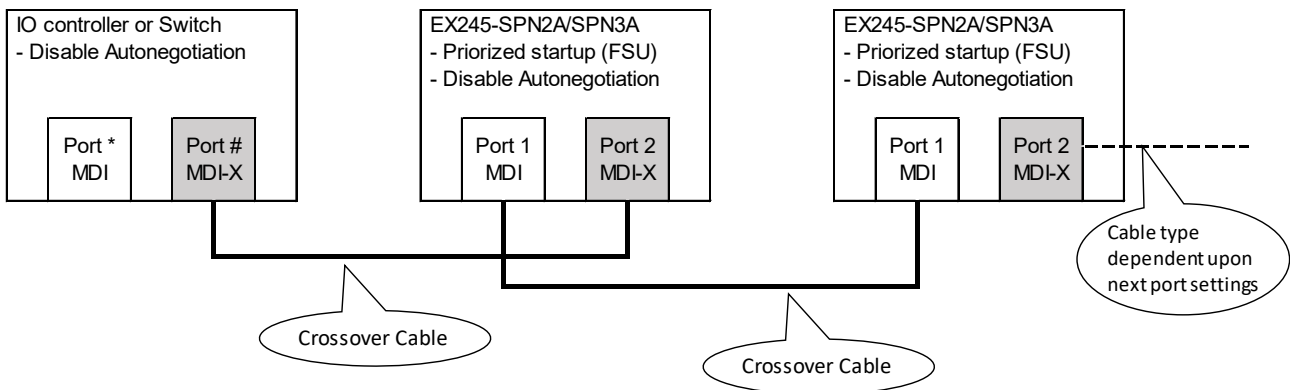 IO controller or Switch
- Disable Autonegotiation
Port *
MDI
Port #
MDI-X
EX245-SPN2A/SPN3A
- Priorized startup (FSU)
- Disable Autonegotiation
Port 1
MDI
Port 2
MDI-X
EX245-SPN2A/SPN3A
- Priorized startup (FSU)
- Disable Autonegotiation
Port 1
MDI
Port 2
MDI-X
Cable type
dependent upon
next port settings
Crossover Cable
Crossover Cable